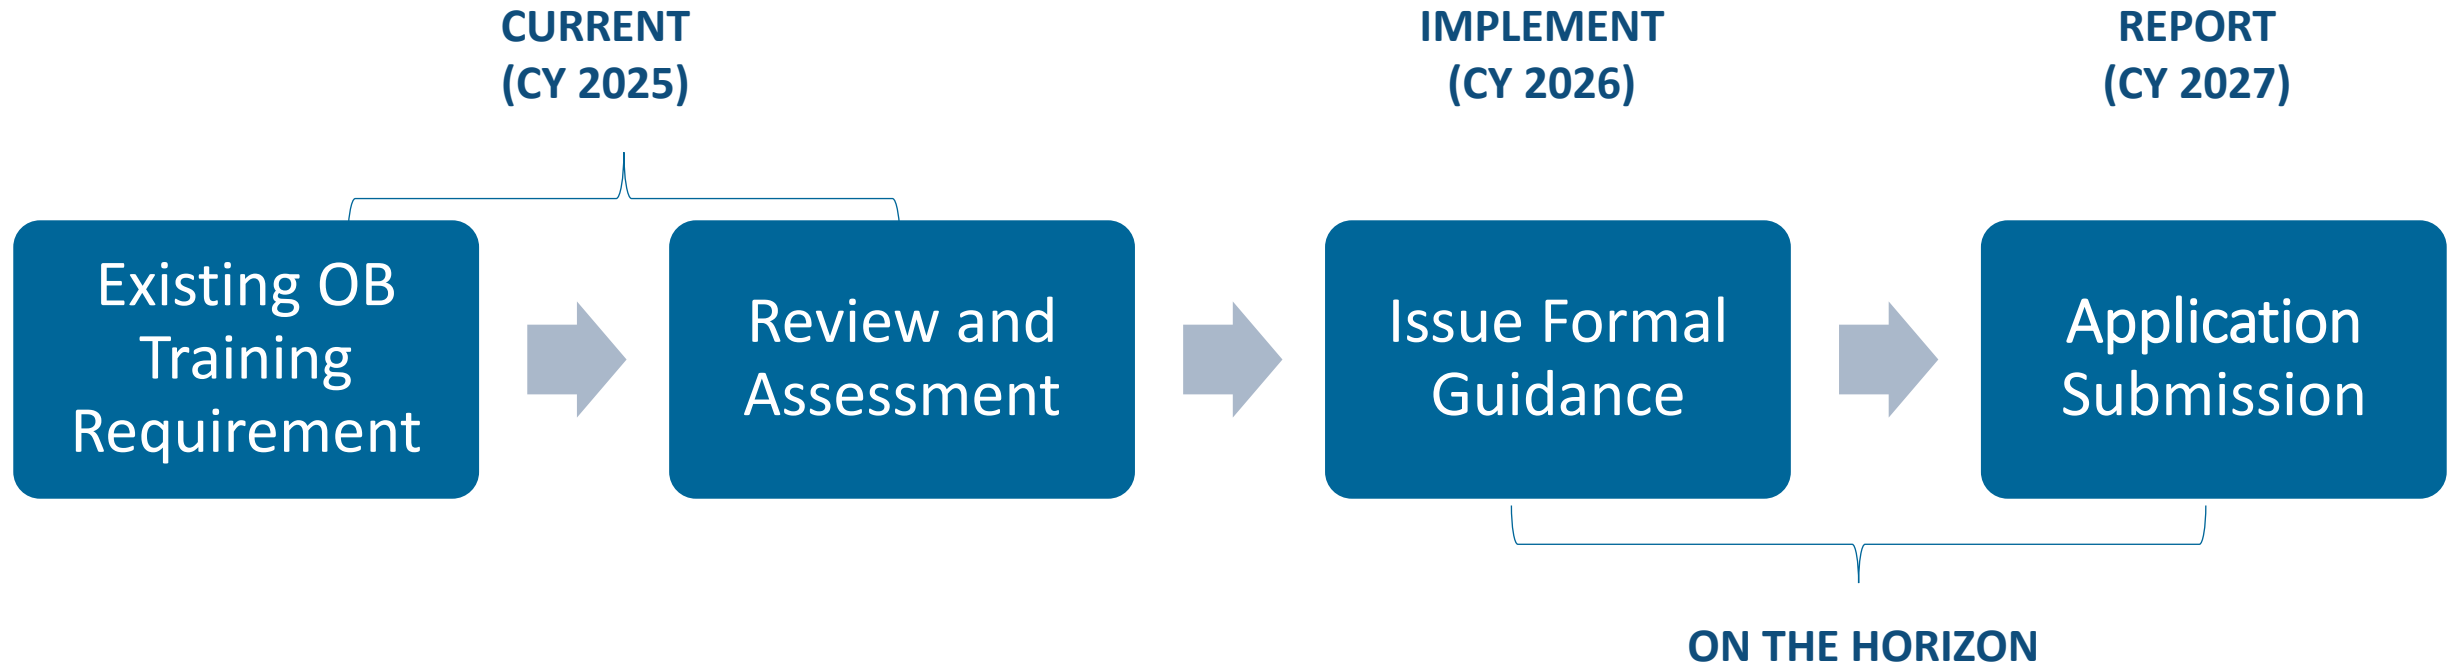 CURRENT
(CY 2025)
IMPLEMENT
(CY 2026)
REPORT
(CY 2027)
Existing OB
Training
Requirement
Review and
Assessment
Issue Formal
Guidance
Application
Submission
ON THE HORIZON